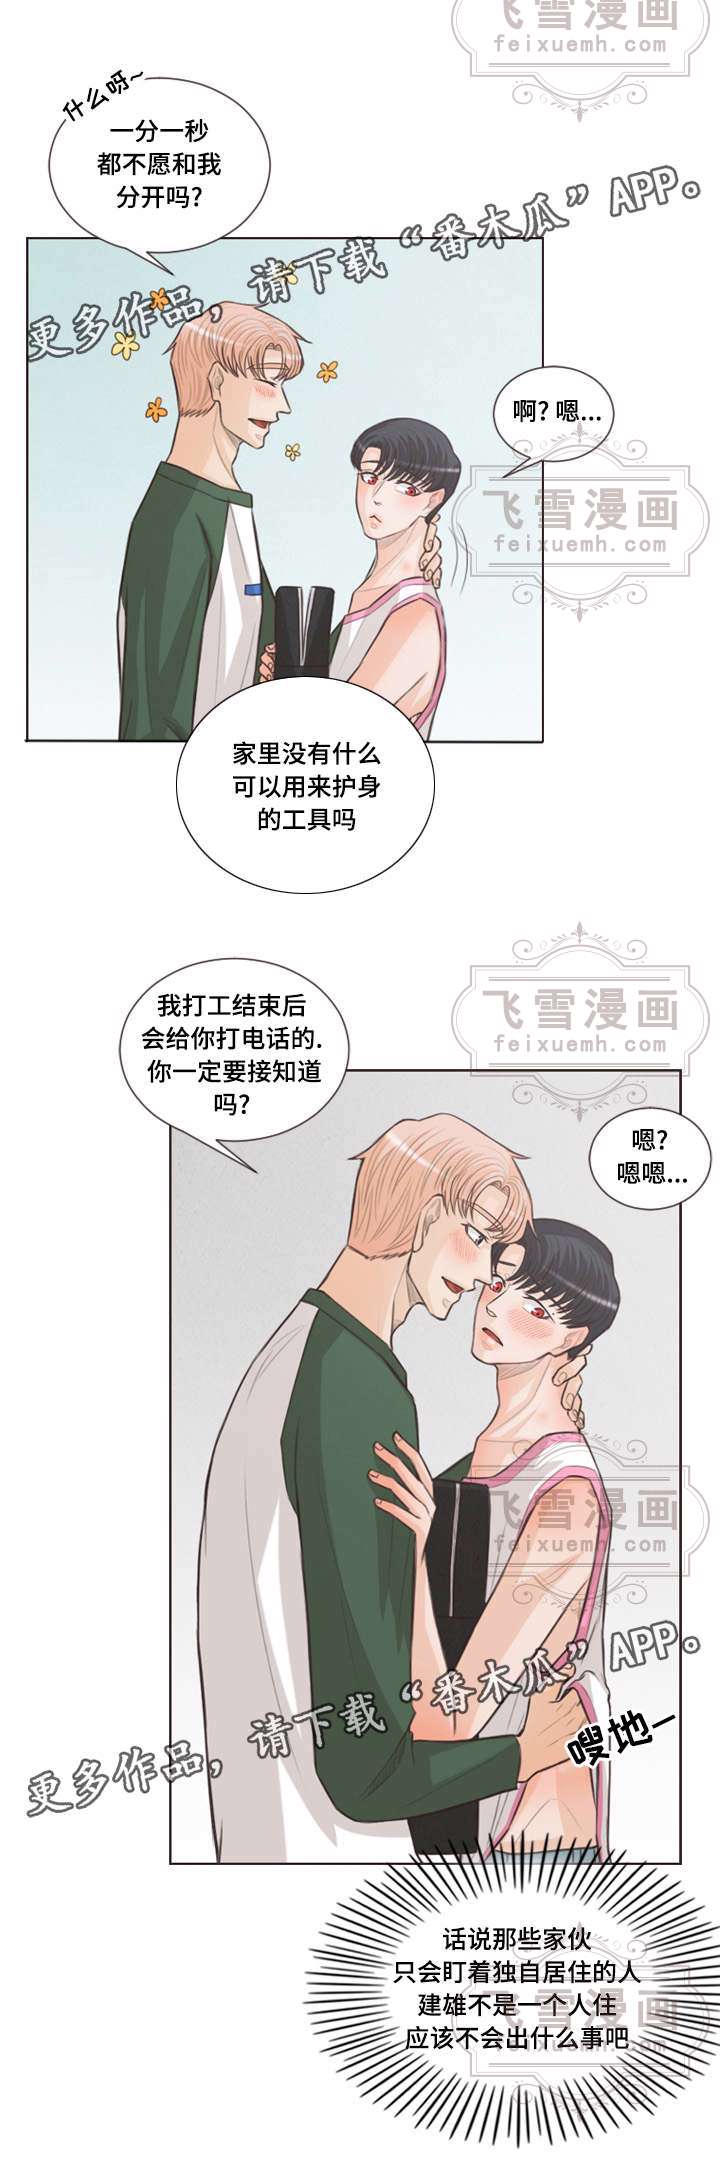 飞雪漫画
feixuemh.com
什么呀~
一分一秒
都不愿和我
分开吗?
更多作品，请下载“番木瓜”APP。
啊? 嗯...
飞雪漫画
feixuemh.com
家里没有什么
可以用来护身
的工具吗
飞雪漫画
feixuemh.com
我打工结束后
会给你打电话的.
你一定要接知道
吗?
嗯?
嗯嗯...
飞雪漫画
feixuemh.com
更多作品，请下载“番木瓜”APP。
嗖地–
话说那些家伙
只会盯着独自居住的人
建雄不是一个人住
应该不会出什么事吧
飞雪漫画
feixuemh.com